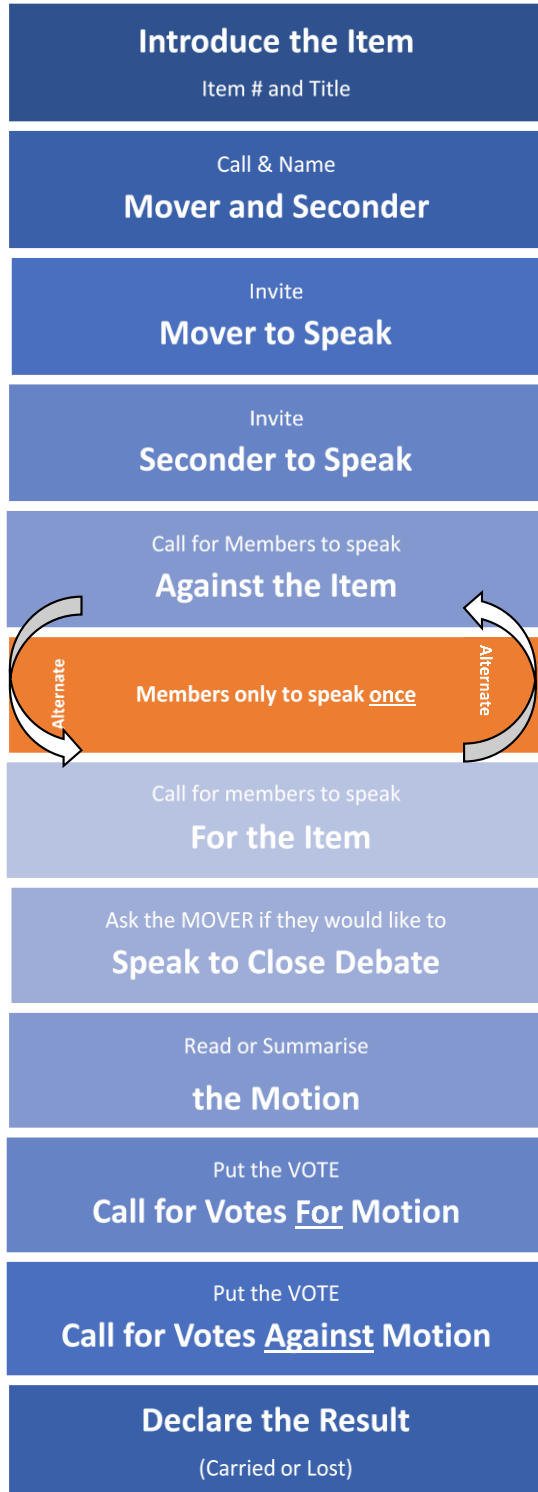 Introduce the Item
Item # and Title
Call & Name
Mover and Seconder
Invite
Mover to Speak
Invite
Seconder to Speak
Call for Members to speak
Against the Item
Alternate
Members only to speak once
Alternate
Call for members to speak
For the Item
Ask the MOVER if they would like to
Speak to Close Debate
Read or Summarise
the Motion
Put the VOTE
Call for Votes For Motion
Put the VOTE
Call for Votes Against Motion
Declare the Result
(Carried or Lost)